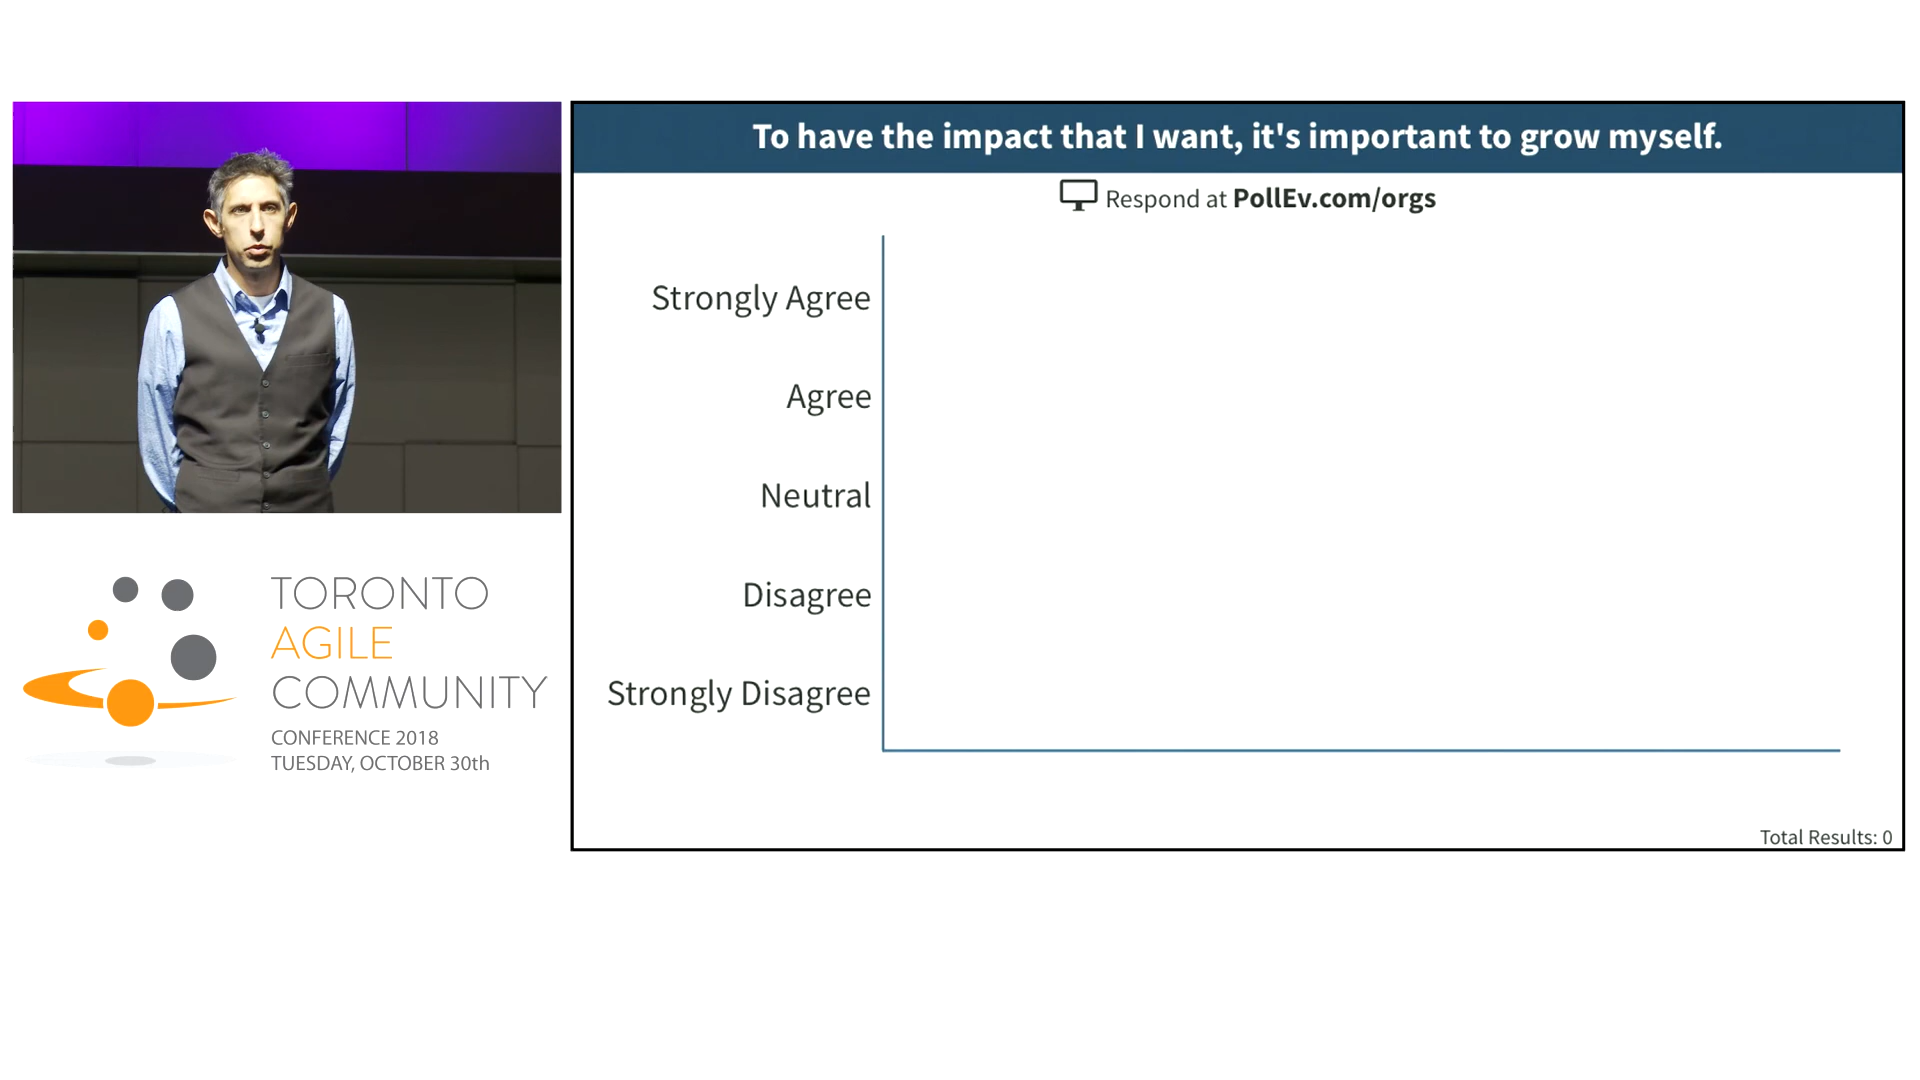 To have the impact that I want, it's important to grow myself.
Respond at PollEv.com/orgs
Strongly Agree
Agree
Neutral
Disagree
Strongly Disagree
Total Results: 0
TORONTO
AGILE
COMMUNITY
CONFERENCE 2018
TUESDAY, OCTOBER 30th